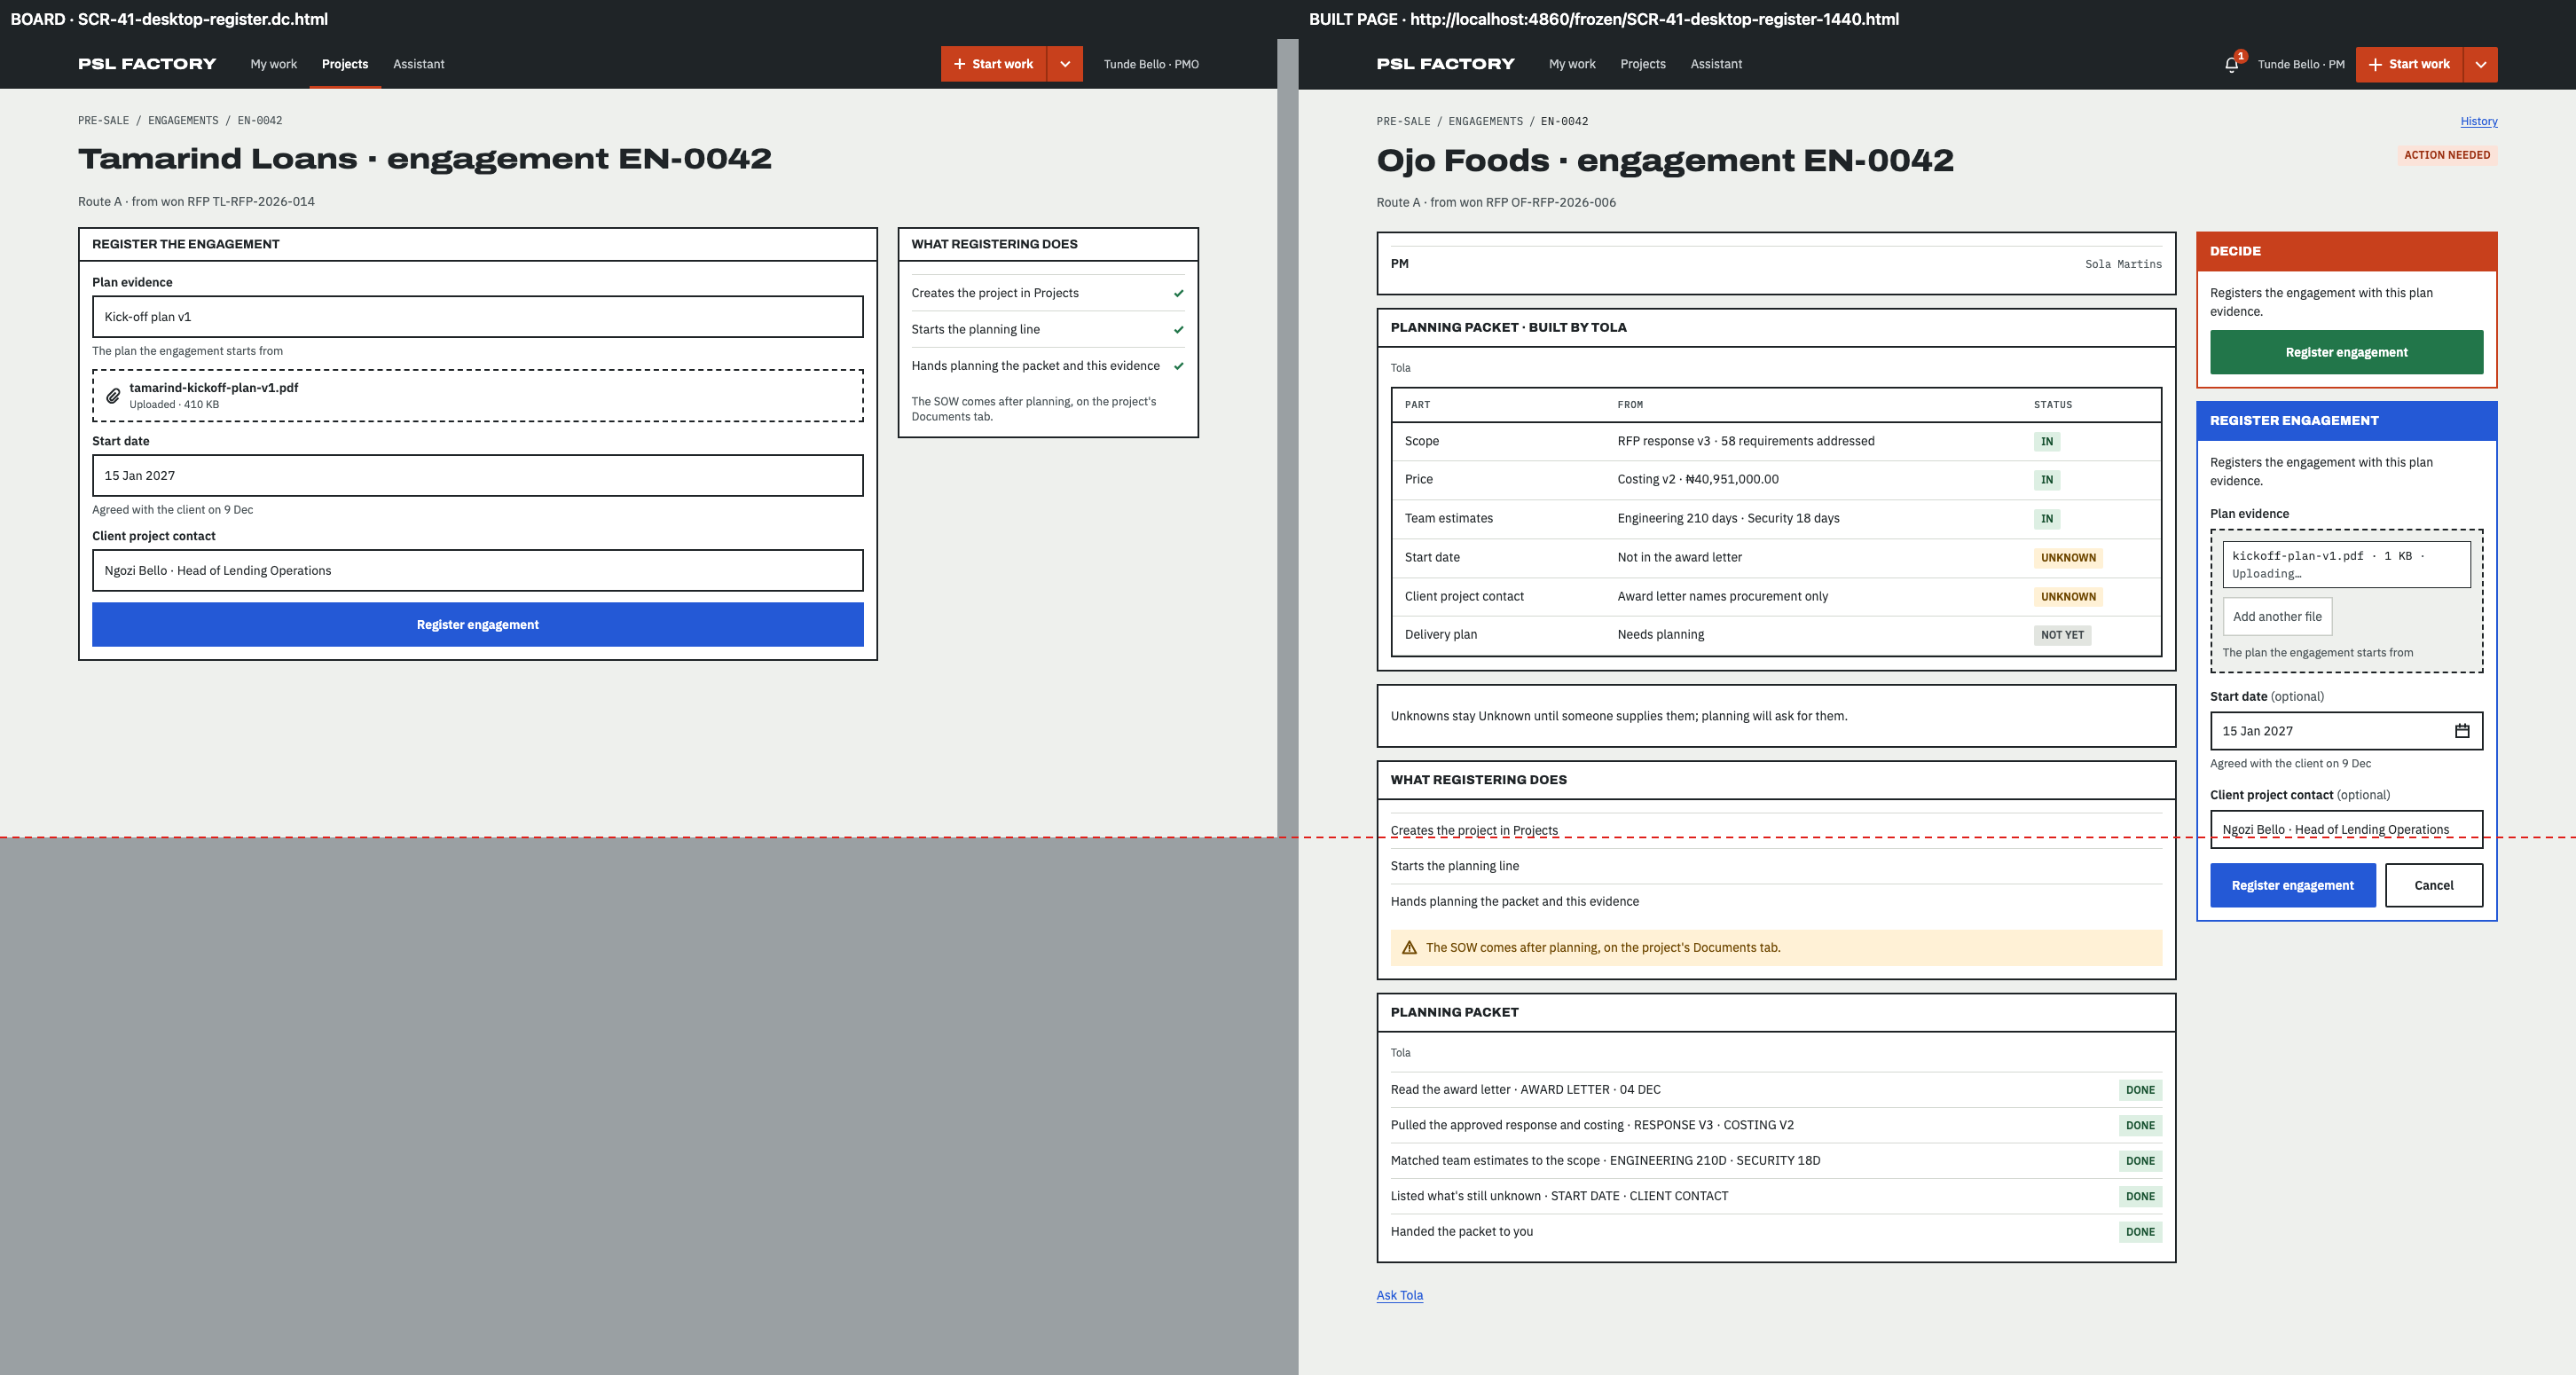 BOARD · SCR-41-desktop-register.dc.html
PSL FACTORY
My work
Projects
Assistant
Start work
Tunde Bello · PMO
PRE-SALE / ENGAGEMENTS / EN-0042
Tamarind Loans · engagement EN-0042
Route A · from won RFP TL-RFP-2026-014
REGISTER THE ENGAGEMENT
Plan evidence
Kick-off plan v1
The plan the engagement starts from
tamarind-kickoff-plan-v1.pdf
Uploaded · 410 KB
Start date
15 Jan 2027
Agreed with the client on 9 Dec
Client project contact
Ngozi Bello · Head of Lending Operations
Register engagement
WHAT REGISTERING DOES
Creates the project in Projects
Starts the planning line
Hands planning the packet and this evidence
The SOW comes after planning, on the project's
Documents tab.
BUILT PAGE · http://localhost:4860/frozen/SCR-41-desktop-register-1440.html
PSL FACTORY
My work
Projects
Assistant
1
Tunde Bello · PM
Start work
PRE-SALE / ENGAGEMENTS / EN-0042
History
Ojo Foods · engagement EN-0042
ACTION NEEDED
Route A · from won RFP OF-RFP-2026-006
PM
Sola Martins
PLANNING PACKET · BUILT BY TOLA
Tola
PART FROM STATUS
Scope RFP response v3 · 58 requirements addressed IN
Price Costing v2 · ₦40,951,000.00 IN
Team estimates Engineering 210 days · Security 18 days IN
Start date Not in the award letter UNKNOWN
Client project contact Award letter names procurement only UNKNOWN
Delivery plan Needs planning NOT YET
Unknowns stay Unknown until someone supplies them; planning will ask for them.
WHAT REGISTERING DOES
Creates the project in Projects
Starts the planning line
Hands planning the packet and this evidence
The SOW comes after planning, on the project's Documents tab.
PLANNING PACKET
Tola
Read the award letter · AWARD LETTER · 04 DEC DONE
Pulled the approved response and costing · RESPONSE V3 · COSTING V2 DONE
Matched team estimates to the scope · ENGINEERING 210D · SECURITY 18D DONE
Listed what's still unknown · START DATE · CLIENT CONTACT DONE
Handed the packet to you DONE
Ask Tola
DECIDE
Registers the engagement with this plan
evidence.
Register engagement
REGISTER ENGAGEMENT
Registers the engagement with this plan
evidence.
Plan evidence
kickoff-plan-v1.pdf · 1 KB ·
Uploading…
Add another file
The plan the engagement starts from
Start date (optional)
15 Jan 2027
Agreed with the client on 9 Dec
Client project contact (optional)
Ngozi Bello · Head of Lending Operations
Register engagement
Cancel